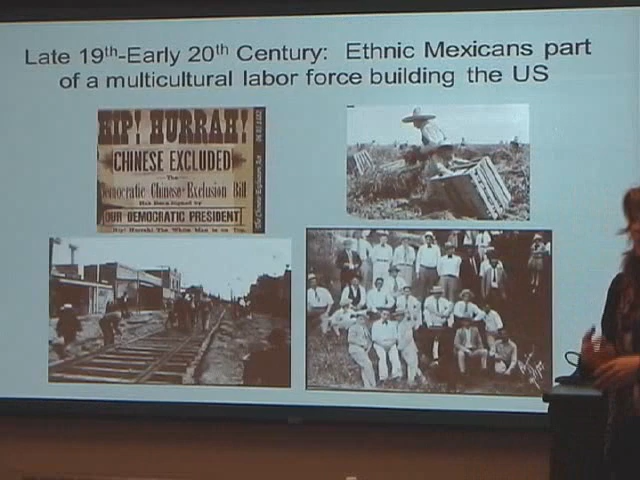 Late 19th-Early 20th Century: Ethnic Mexicans part
of a multicultural labor force building the US
HIP! HURRAH!
CHINESE EXCLUDED
The
Democratic Chinese Exclusion Bill
Has Been Signed by
OUR DEMOCRATIC PRESIDENT
Hip! Hurrah! The White Man is on Top